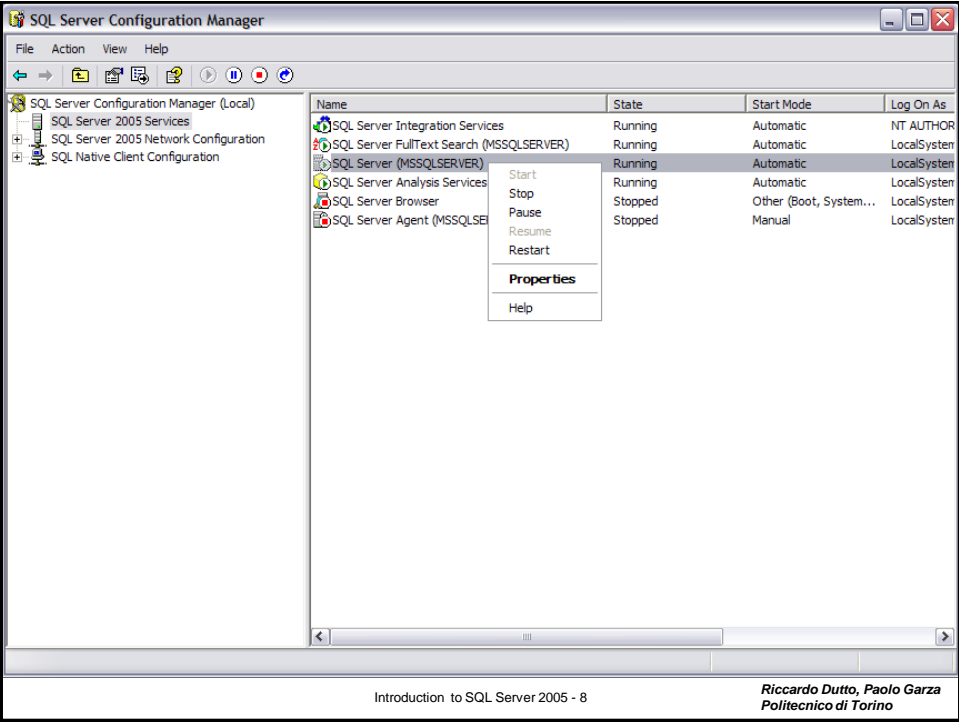 SQL Server Configuration Manager
File Action View Help
SQL Server Configuration Manager (Local)
SQL Server 2005 Services
SQL Server 2005 Network Configuration
SQL Native Client Configuration
Name State Start Mode Log On As
SQL Server Integration Services Running Automatic NT AUTHOR
SQL Server FullText Search (MSSQLSERVER) Running Automatic LocalSystem
SQL Server (MSSQLSERVER) Running Automatic LocalSystem
SQL Server Analysis Services Running Automatic LocalSystem
SQL Server Browser Stopped Other (Boot, System... LocalSystem
SQL Server Agent (MSSQLSE Stopped Manual LocalSystem
Start
Stop
Pause
Resume
Restart
Properties
Help
Introduction to SQL Server 2005 - 8
Riccardo Dutto, Paolo Garza
Politecnico di Torino